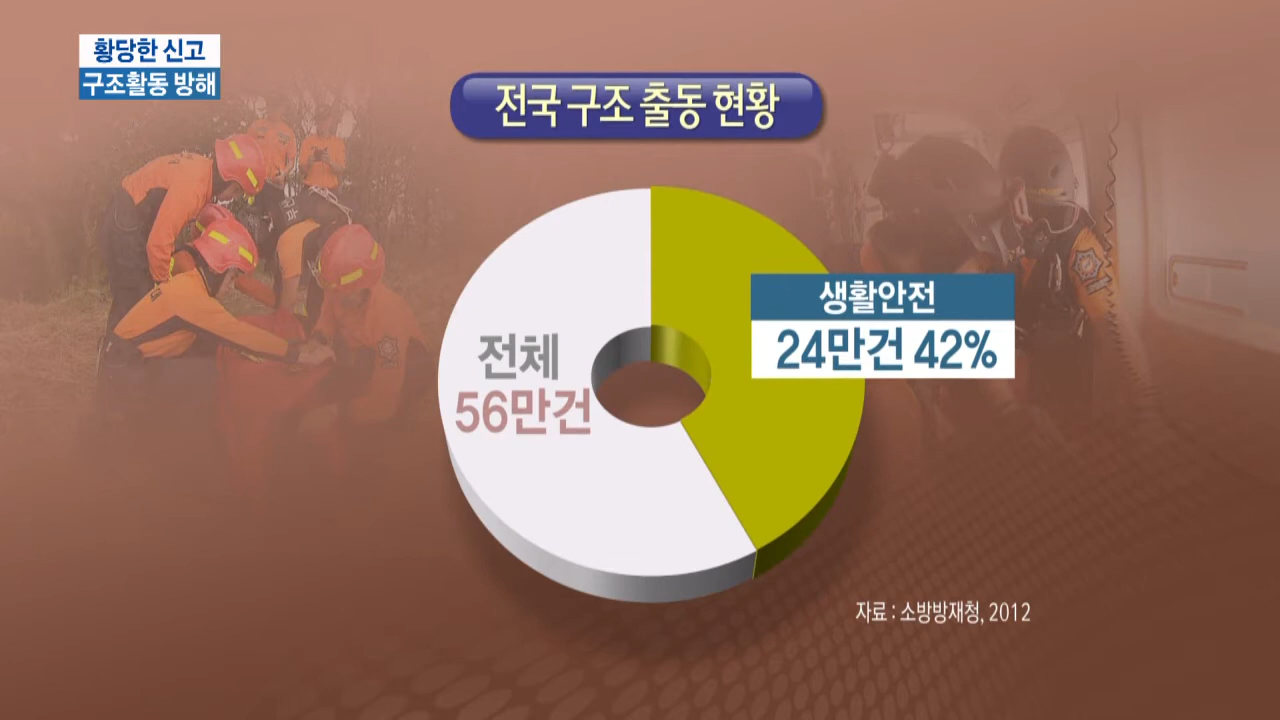 황당한 신고
구조활동 방해
전국 구조 출동 현황
생활안전
24만건 42%
전체
56만건
자료 : 소방방재청, 2012